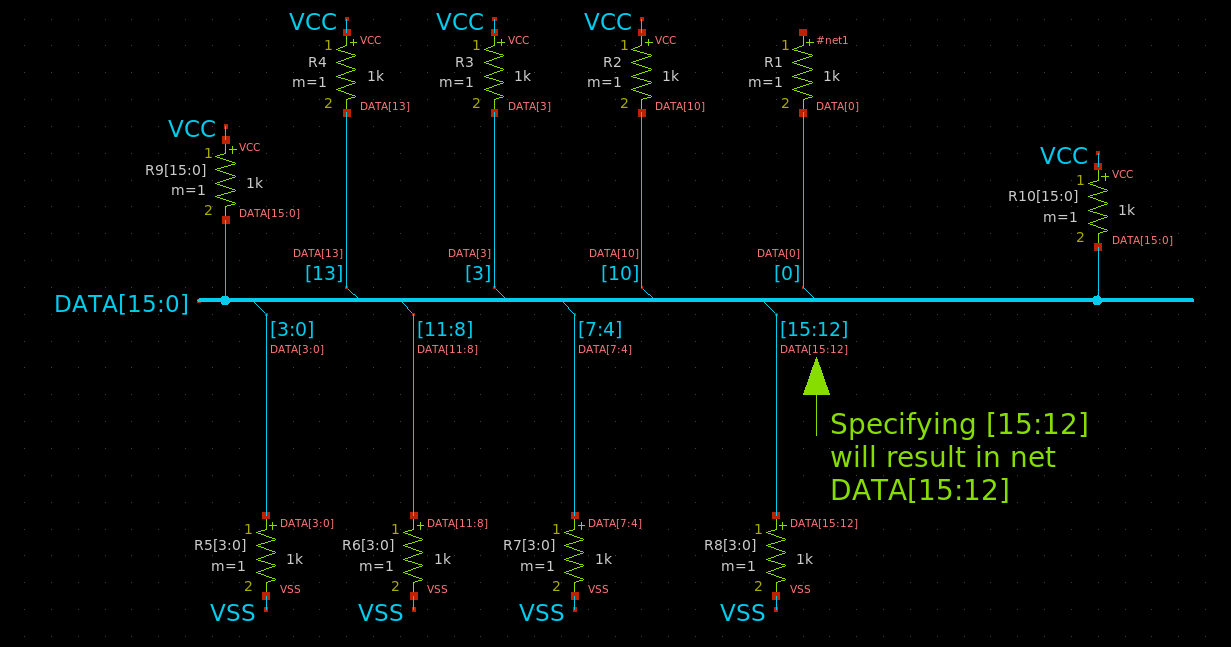 VCC
1
+
VCC
R4
m=1
1k
2
DATA[13]
VCC
1
+
VCC
R3
m=1
1k
2
DATA[3]
VCC
1
+
VCC
R2
m=1
1k
2
DATA[10]
1
+
#net1
R1
m=1
1k
2
DATA[0]
VCC
1
+
VCC
R9[15:0]
m=1
1k
2
DATA[15:0]
VCC
1
+
VCC
R10[15:0]
m=1
1k
2
DATA[15:0]
DATA[13]
[13]
DATA[3]
[3]
DATA[10]
[10]
DATA[0]
[0]
DATA[15:0]
[3:0]
DATA[3:0]
[11:8]
DATA[11:8]
[7:4]
DATA[7:4]
[15:12]
DATA[15:12]
Specifying [15:12]
will result in net
DATA[15:12]
1
+
DATA[3:0]
R5[3:0]
m=1
1k
2
VSS
VSS
1
+
DATA[11:8]
R6[3:0]
m=1
1k
2
VSS
VSS
1
+
DATA[7:4]
R7[3:0]
m=1
1k
2
VSS
VSS
1
+
DATA[15:12]
R8[3:0]
m=1
1k
2
VSS
VSS